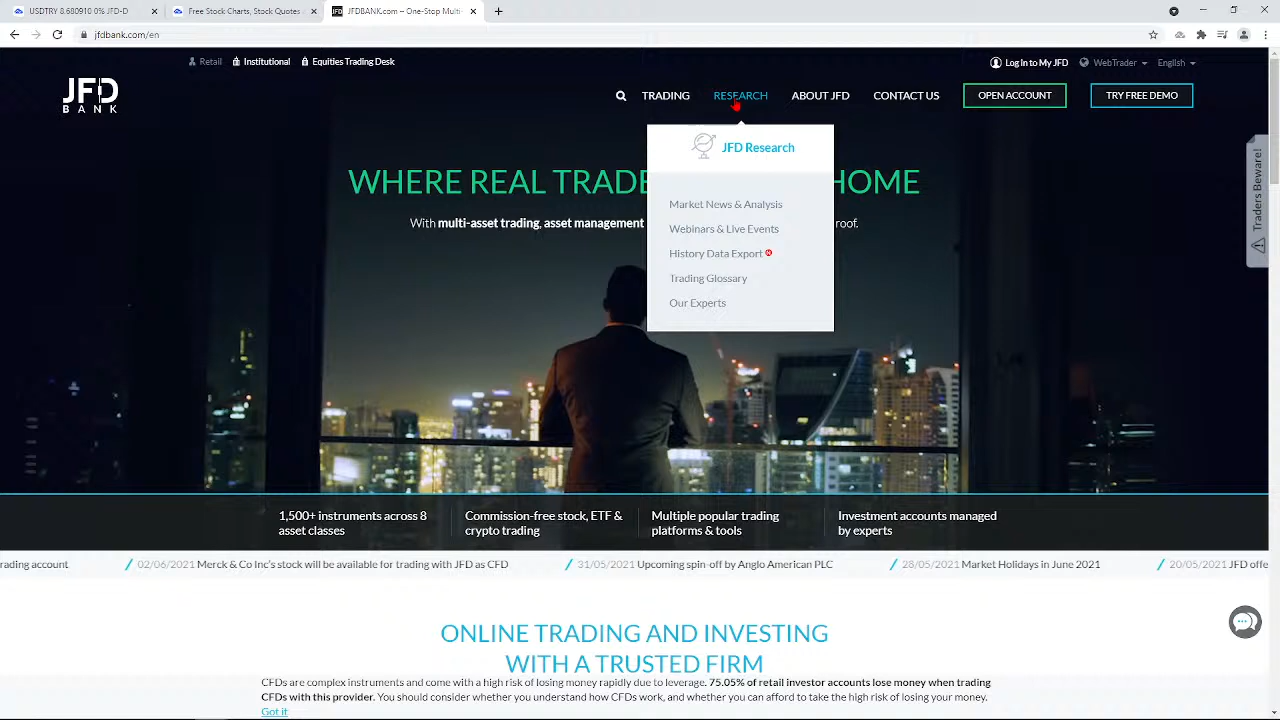 USDTRY 8.680910 0% JFD-D
Free Stock Charts, Stock Quotes
JFDBANK.com – One-Stop Multi-
jfdbank.com/en
Retail
Institutional
Equities Trading Desk
Log In to My JFD
WebTrader
English
JFD
BANK
TRADING
RESEARCH
ABOUT JFD
CONTACT US
OPEN ACCOUNT
TRY FREE DEMO
JFD Research
Market News & Analysis
Webinars & Live Events
History Data Export
Trading Glossary
Our Experts
Traders Beware!
WHERE REAL TRADE HOME
With multi-asset trading, asset management roof.
1,500+ instruments across 8
asset classes
Commission-free stock, ETF &
crypto trading
Multiple popular trading
platforms & tools
Investment accounts managed
by experts
rading account
02/06/2021 Merck & Co Inc's stock will be available for trading with JFD as CFD
31/05/2021 Upcoming spin-off by Anglo American PLC
28/05/2021 Market Holidays in June 2021
20/05/2021 JFD offe
ONLINE TRADING AND INVESTING
WITH A TRUSTED FIRM
CFDs are complex instruments and come with a high risk of losing money rapidly due to leverage. 75.05% of retail investor accounts lose money when trading
CFDs with this provider. You should consider whether you understand how CFDs work, and whether you can afford to take the high risk of losing your money.
Got it